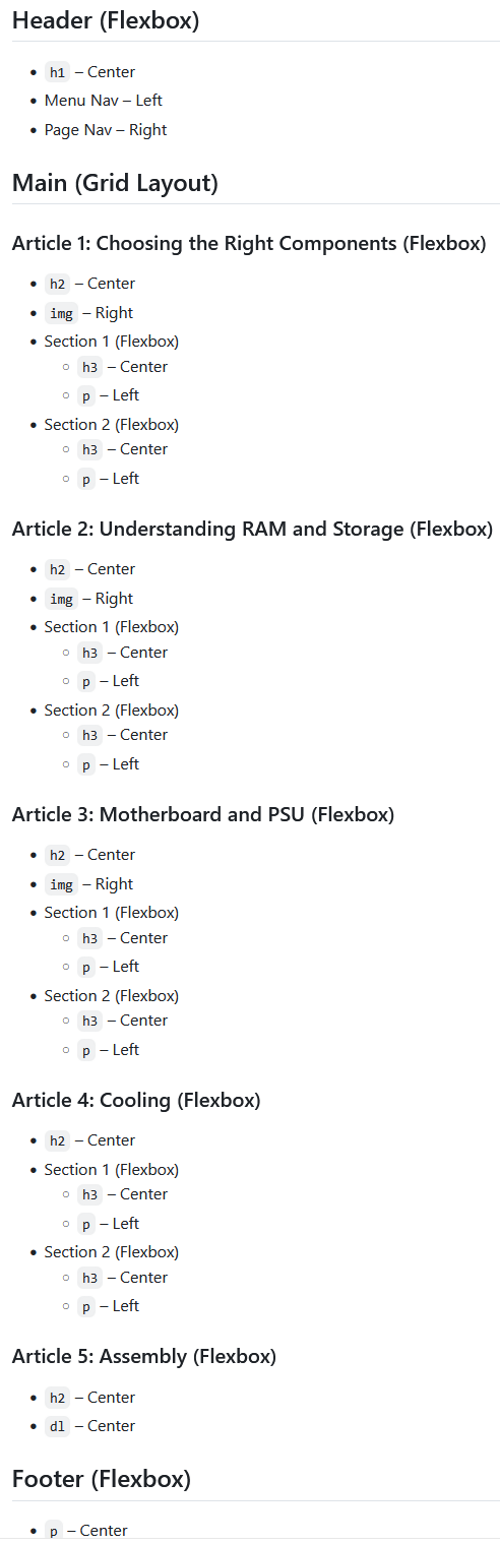 Header (Flexbox)
h1 – Center
Menu Nav – Left
Page Nav – Right
Main (Grid Layout)
Article 1: Choosing the Right Components (Flexbox)
h2 – Center
img – Right
Section 1 (Flexbox)
h3 – Center
p – Left
Section 2 (Flexbox)
h3 – Center
p – Left
Article 2: Understanding RAM and Storage (Flexbox)
h2 – Center
img – Right
Section 1 (Flexbox)
h3 – Center
p – Left
Section 2 (Flexbox)
h3 – Center
p – Left
Article 3: Motherboard and PSU (Flexbox)
h2 – Center
img – Right
Section 1 (Flexbox)
h3 – Center
p – Left
Section 2 (Flexbox)
h3 – Center
p – Left
Article 4: Cooling (Flexbox)
h2 – Center
Section 1 (Flexbox)
h3 – Center
p – Left
Section 2 (Flexbox)
h3 – Center
p – Left
Article 5: Assembly (Flexbox)
h2 – Center
dl – Center
Footer (Flexbox)
p – Center